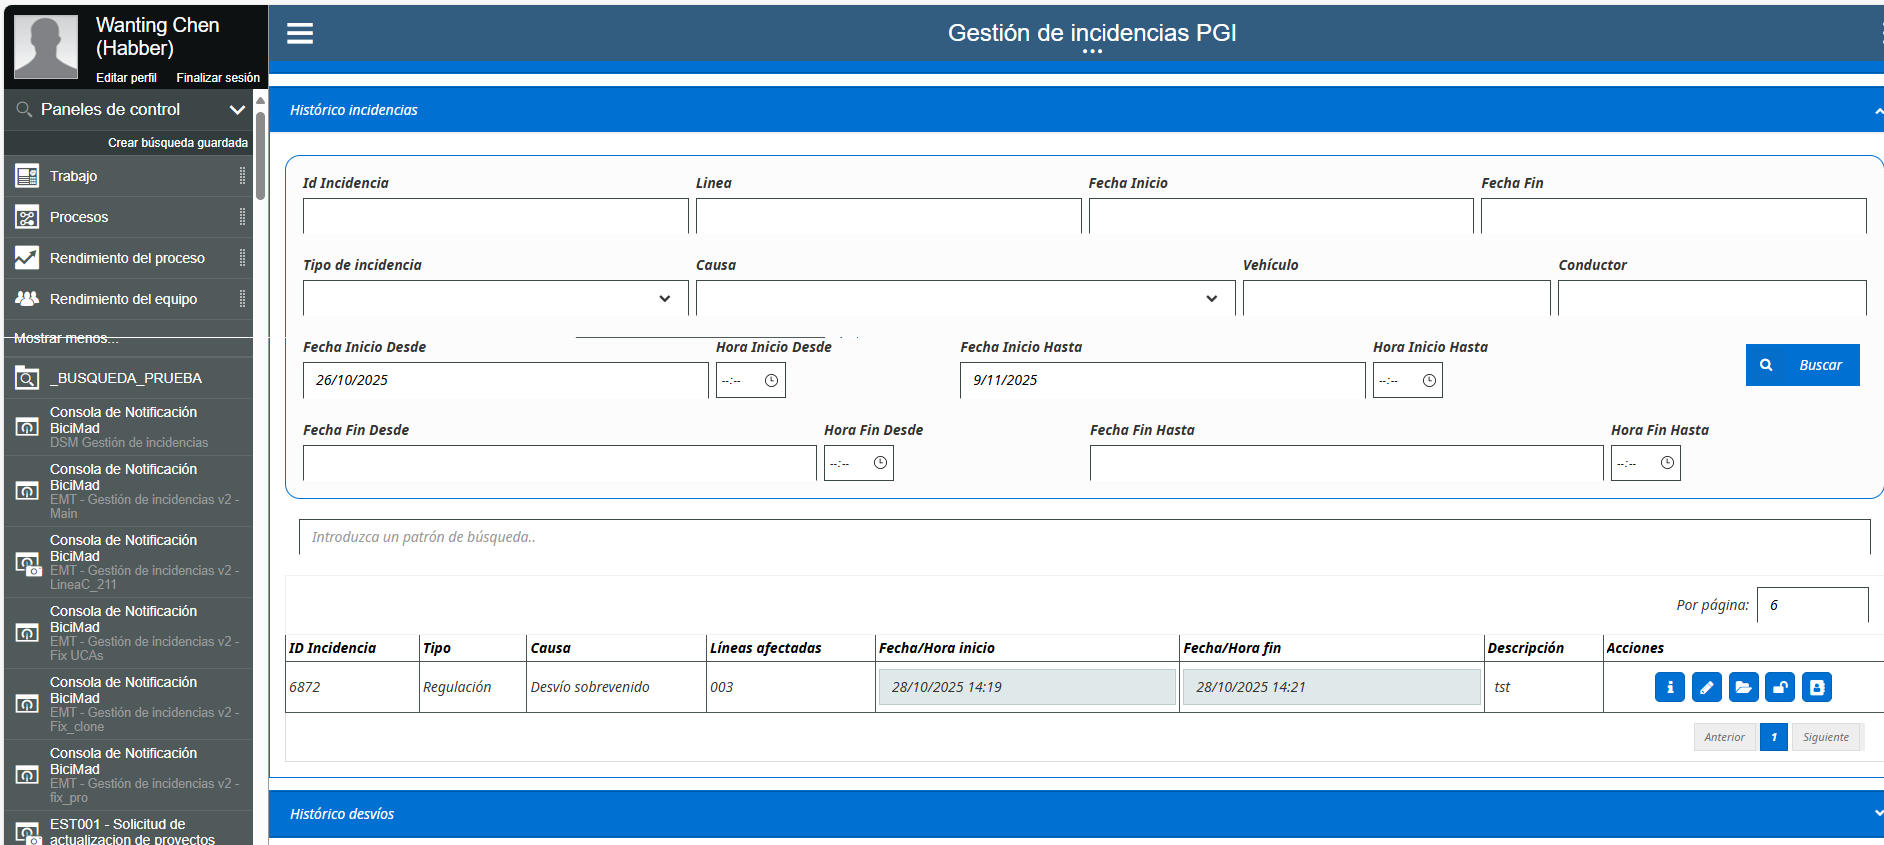 Wanting Chen
(Habber)
Editar perfil Finalizar sesión
Paneles de control
Crear búsqueda guardada
Trabajo
Procesos
Rendimiento del proceso
Rendimiento del equipo
Mostrar menos...
_BUSQUEDA_PRUEBA
Consola de Notificación
BiciMad
DSM Gestión de incidencias
Consola de Notificación
BiciMad
EMT - Gestión de incidencias v2 -
Main
Consola de Notificación
BiciMad
EMT - Gestión de incidencias v2 -
LineaC_211
Consola de Notificación
BiciMad
EMT - Gestión de incidencias v2 -
Fix UCAs
Consola de Notificación
BiciMad
EMT - Gestión de incidencias v2 -
Fix_clone
Consola de Notificación
BiciMad
EMT - Gestión de incidencias v2 -
fix_pro
EST001 - Solicitud de
actualizacion de proyectos
Gestión de incidencias PGI
Histórico incidencias
Id Incidencia Linea Fecha Inicio Fecha Fin
Tipo de incidencia Causa Vehículo Conductor
Fecha Inicio Desde Hora Inicio Desde Fecha Inicio Hasta Hora Inicio Hasta
26/10/2025 --:-- 9/11/2025 --:-- Buscar
Fecha Fin Desde Hora Fin Desde Fecha Fin Hasta Hora Fin Hasta
--:-- --:--
Introduzca un patrón de búsqueda..
Por página: 6
ID Incidencia Tipo Causa Líneas afectadas Fecha/Hora inicio Fecha/Hora fin Descripción Acciones
6872 Regulación Desvío sobrevenido 003 28/10/2025 14:19 28/10/2025 14:21 tst
Anterior 1 Siguiente
Histórico desvíos